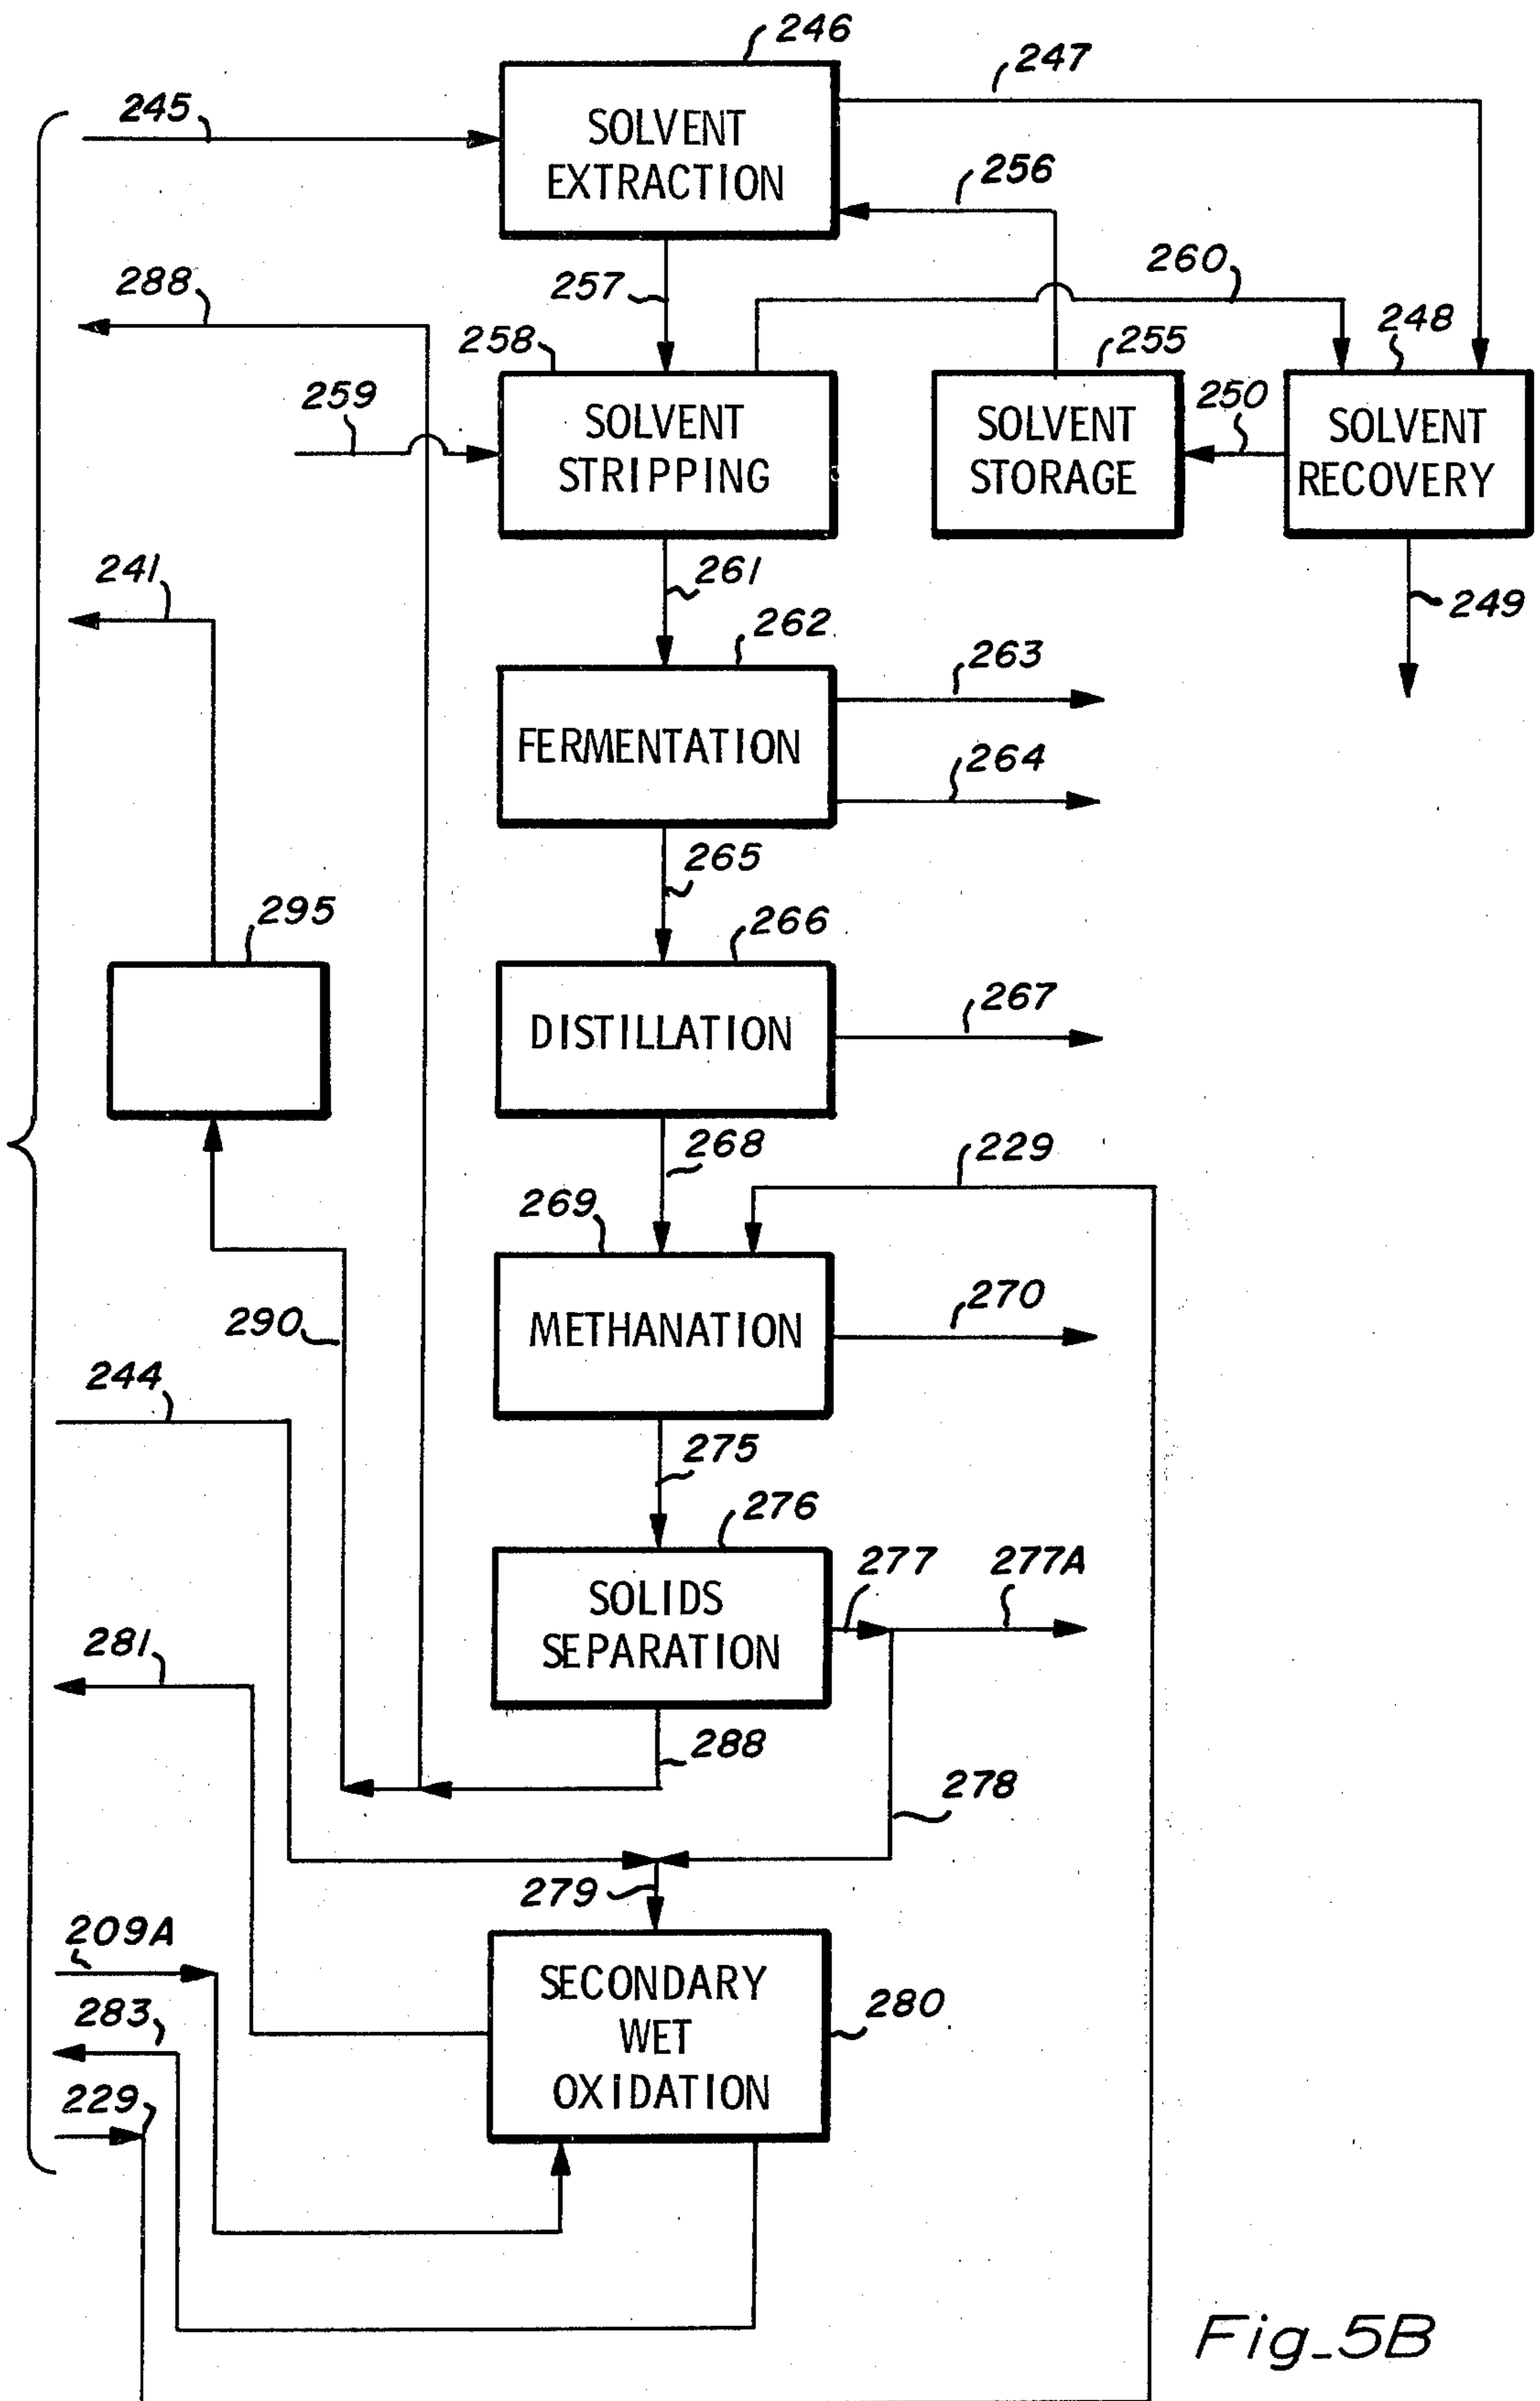 246
247
245
SOLVENT
EXTRACTION
256
257
260
288
258
255
248
259
250
SOLVENT
STRIPPING
SOLVENT
STORAGE
SOLVENT
RECOVERY
241
261
249
262
263
FERMENTATION
264
265
295
266
267
DISTILLATION
268
229
269
290
METHANATION
270
244
275
276
277
277A
SOLIDS
SEPARATION
281
288
278
279
209A
SECONDARY
WET
OXIDATION
280
283
229
Fig_5B